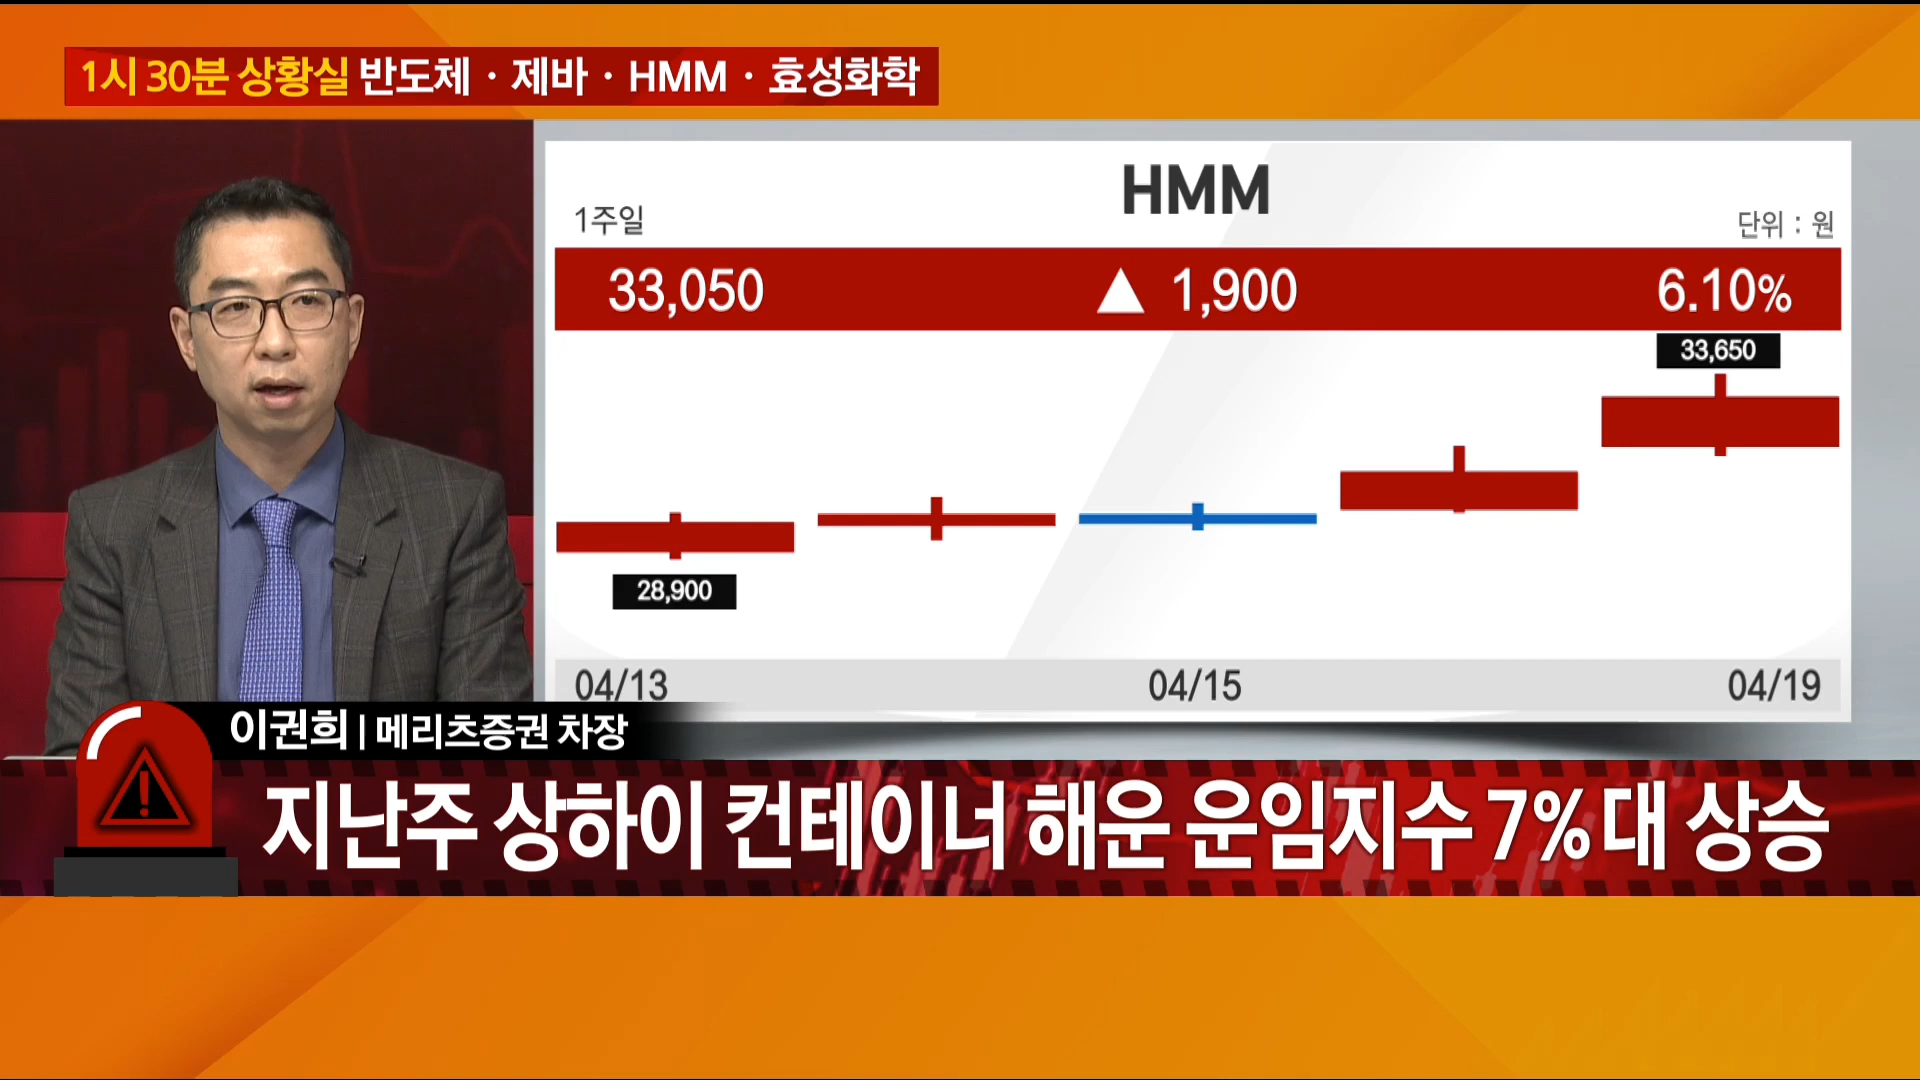 1시 30분 상황실 반도체 · 제바 · HMM · 효성화학
HMM
1주일
단위 : 원
33,050 ▲ 1,900 6.10%
33,650
28,900
04/13 04/15 04/19
이권희 | 메리츠증권 차장
지난주 상하이 컨테이너 해운 운임지수 7%대 상승